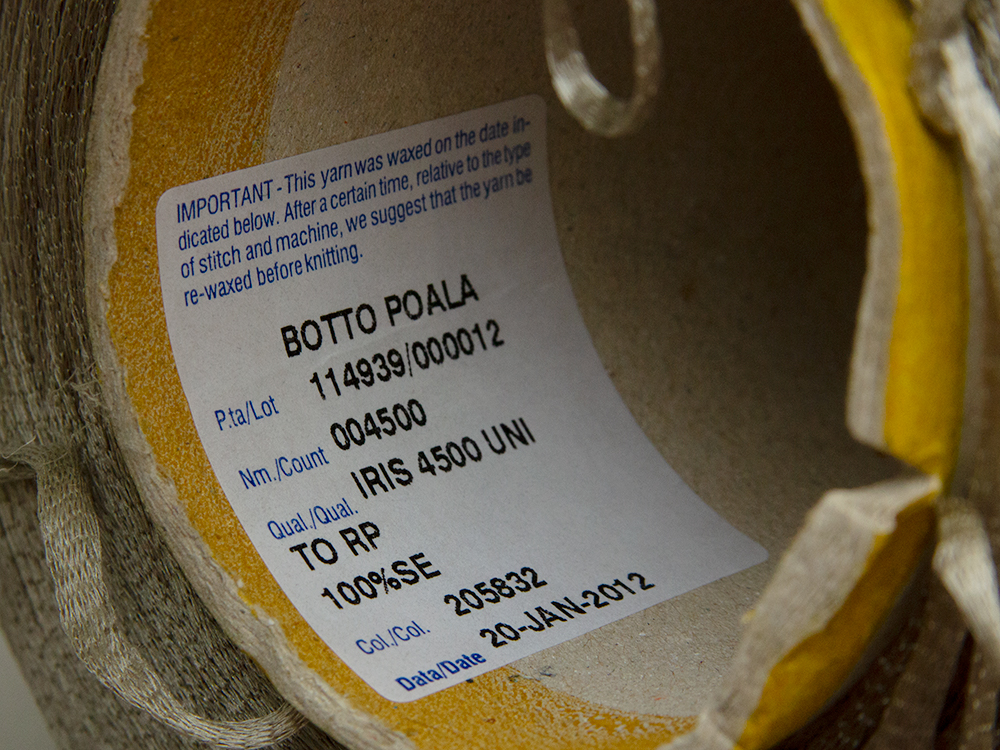 IMPORTANT - This yarn was waxed on the date in-
dicated below. After a certain time, relative to the type
of stitch and machine, we suggest that the yarn be
re-waxed before knitting.
BOTTO POALA
P.ta/Lot 114939/000012
Nm./Count 004500
Qual./Qual. IRIS 4500 UNI
TO RP
100%SE
Col./Col. 205832
Data/Date 20-JAN-2012